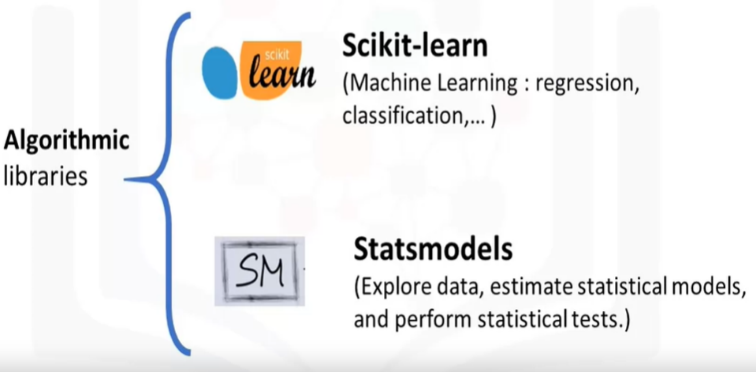 Algorithmic
libraries
scikit
learn
Scikit-learn
(Machine Learning : regression,
classification,... )
SM
Statsmodels
(Explore data, estimate statistical models,
and perform statistical tests.)